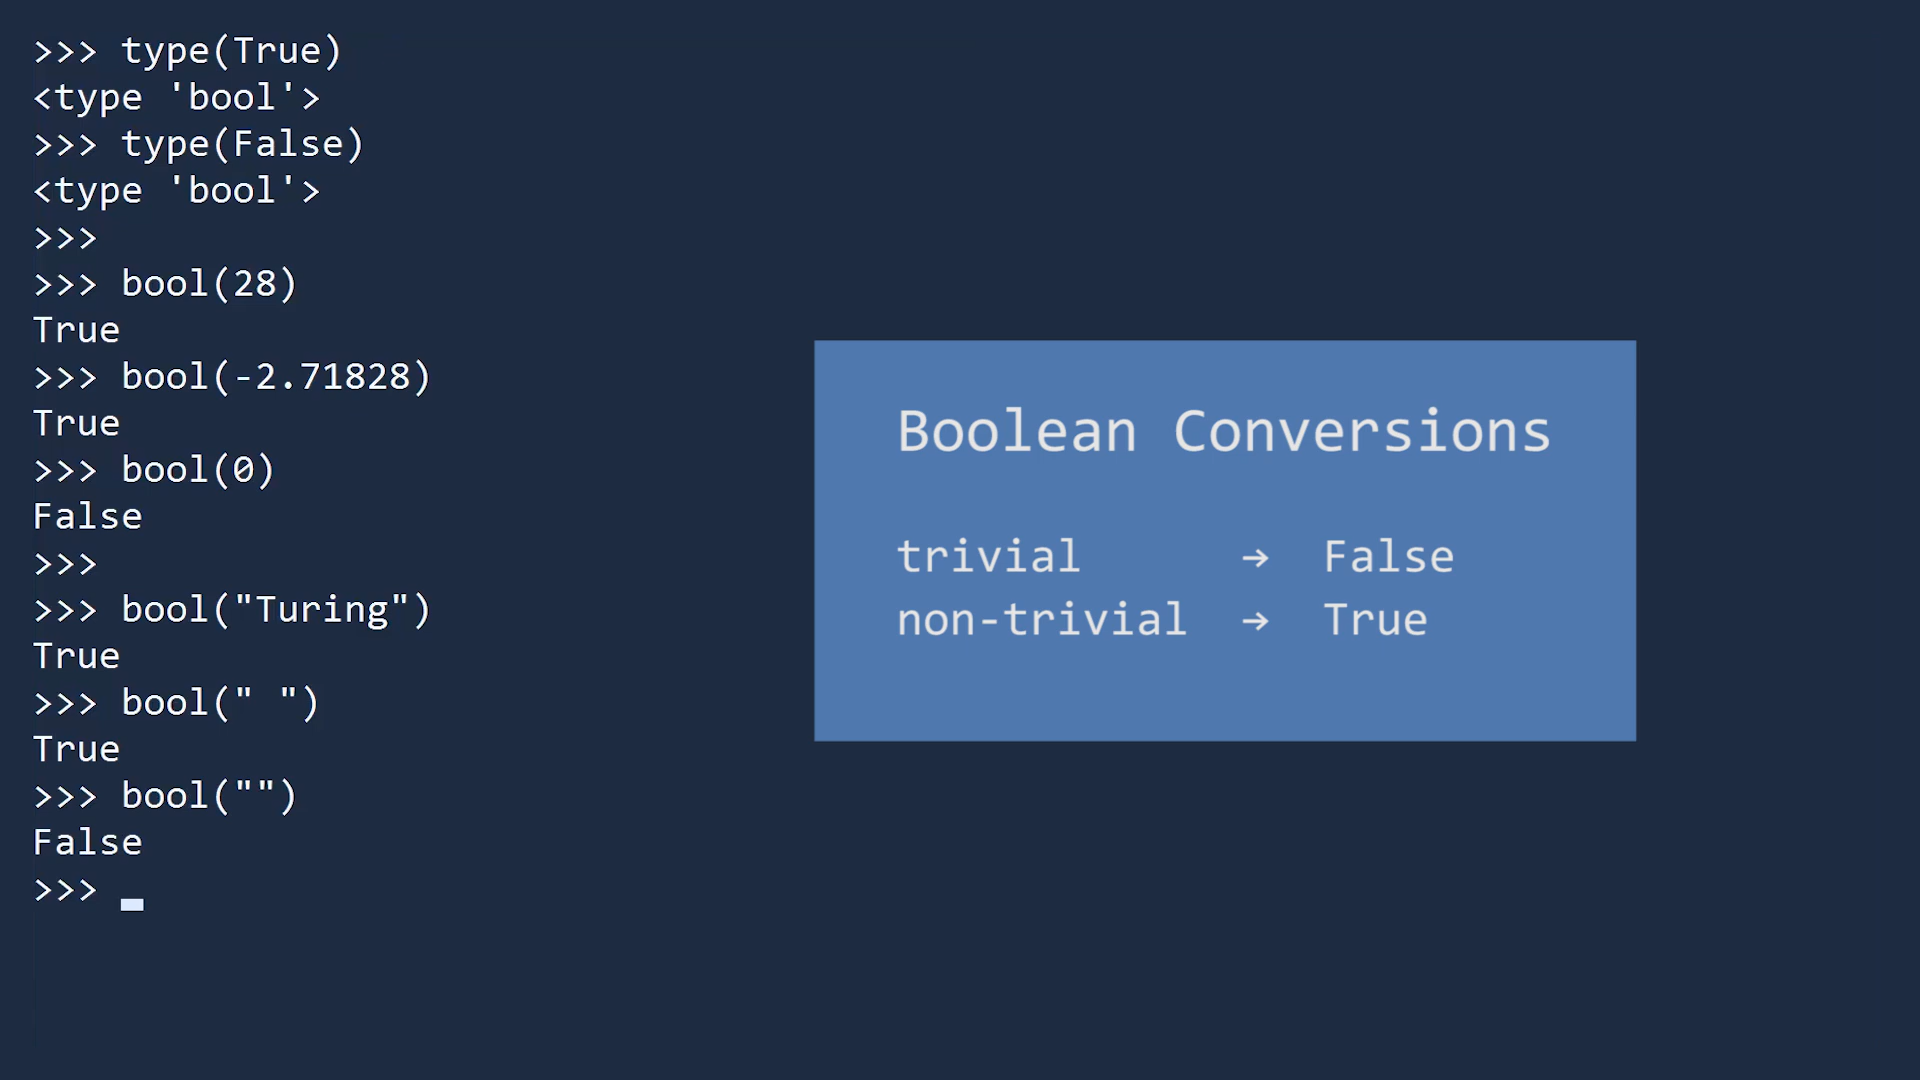 >>> type(True)
<type 'bool'>
>>> type(False)
<type 'bool'>
>>>
>>> bool(28)
True
>>> bool(-2.71828)
True
>>> bool(0)
False
>>>
>>> bool("Turing")
True
>>> bool(" ")
True
>>> bool("")
False
>>>
Boolean Conversions
trivial → False
non-trivial → True